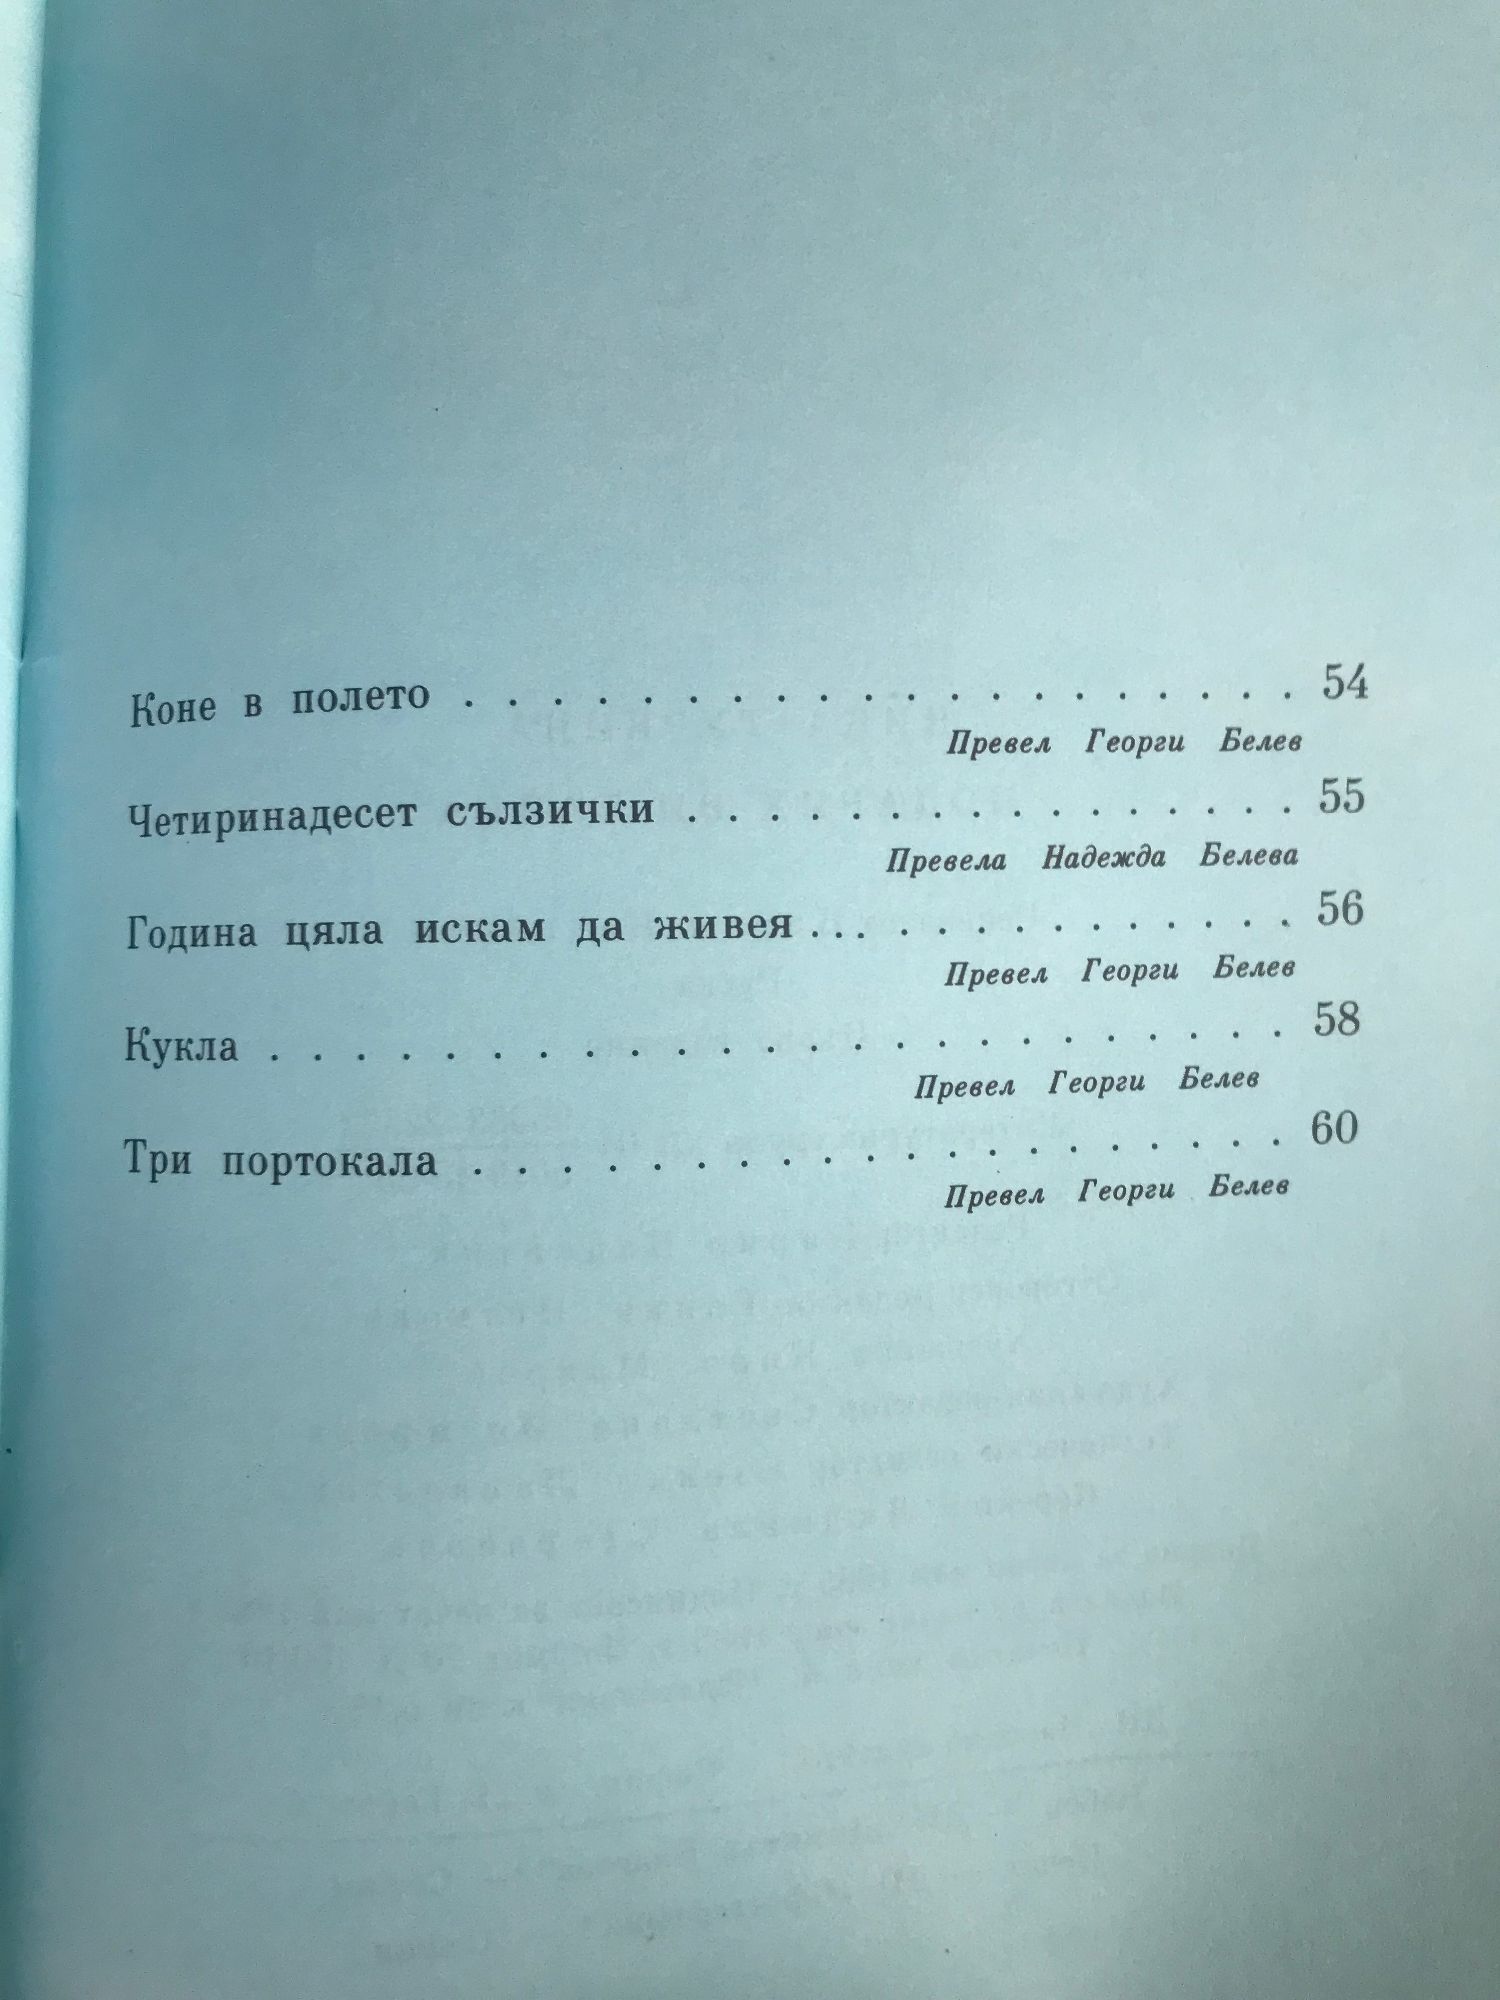 Коне в полето . . . . . . . . . . . . . . . . . . . . 54
Превел Георги Белев
Четиринадесет сълзички . . . . . . . . . . . . . . 55
Превела Надежда Белева
Година цяла искам да живея . . . . . . . . . . . . 56
Превел Георги Белев
Кукла . . . . . . . . . . . . . . . . . . . . . . . . 58
Превел Георги Белев
Три портокала . . . . . . . . . . . . . . . . . . . 60
Превел Георги Белев